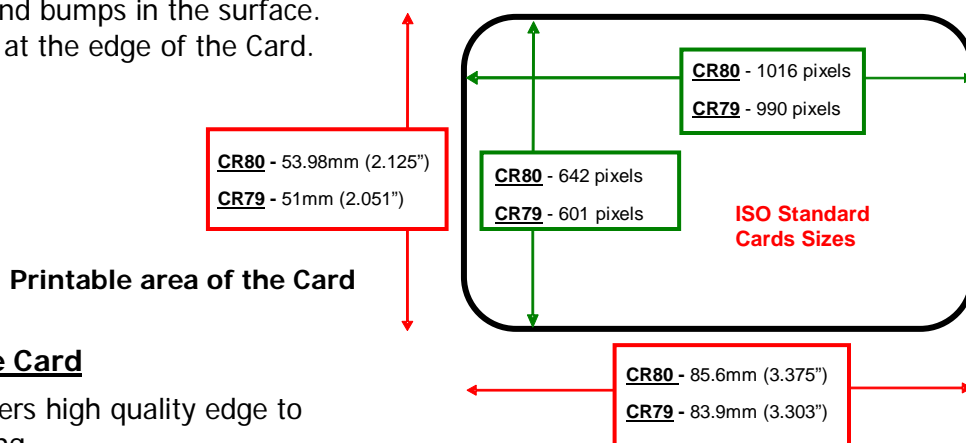 nd bumps in the surface.
at the edge of the Card.
CR80 - 1016 pixels
CR79 - 990 pixels
CR80 - 53.98mm (2.125”)
CR79 - 51mm (2.051”)
CR80 - 642 pixels
CR79 - 601 pixels
ISO Standard
Cards Sizes
Printable area of the Card
e Card
CR80 - 85.6mm (3.375”)
CR79 - 83.9mm (3.303”)
ers high quality edge to